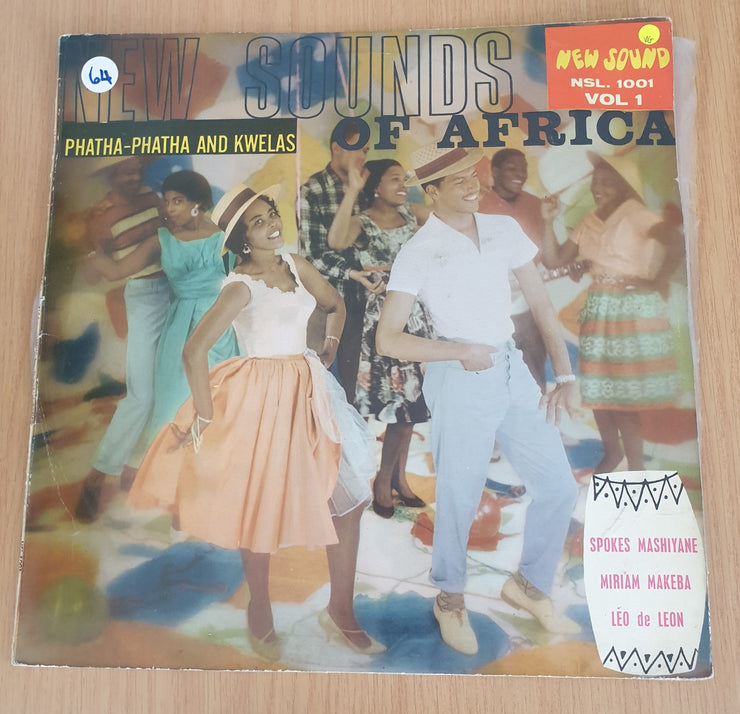 NEW SOUNDS
OF AFRICA
PHATHA-PHATHA AND KWELAS
64
VG
NEW SOUND
NSL. 1001
VOL 1
SPOKES MASHIYANE
MIRIAM MAKEBA
LEO de LEON